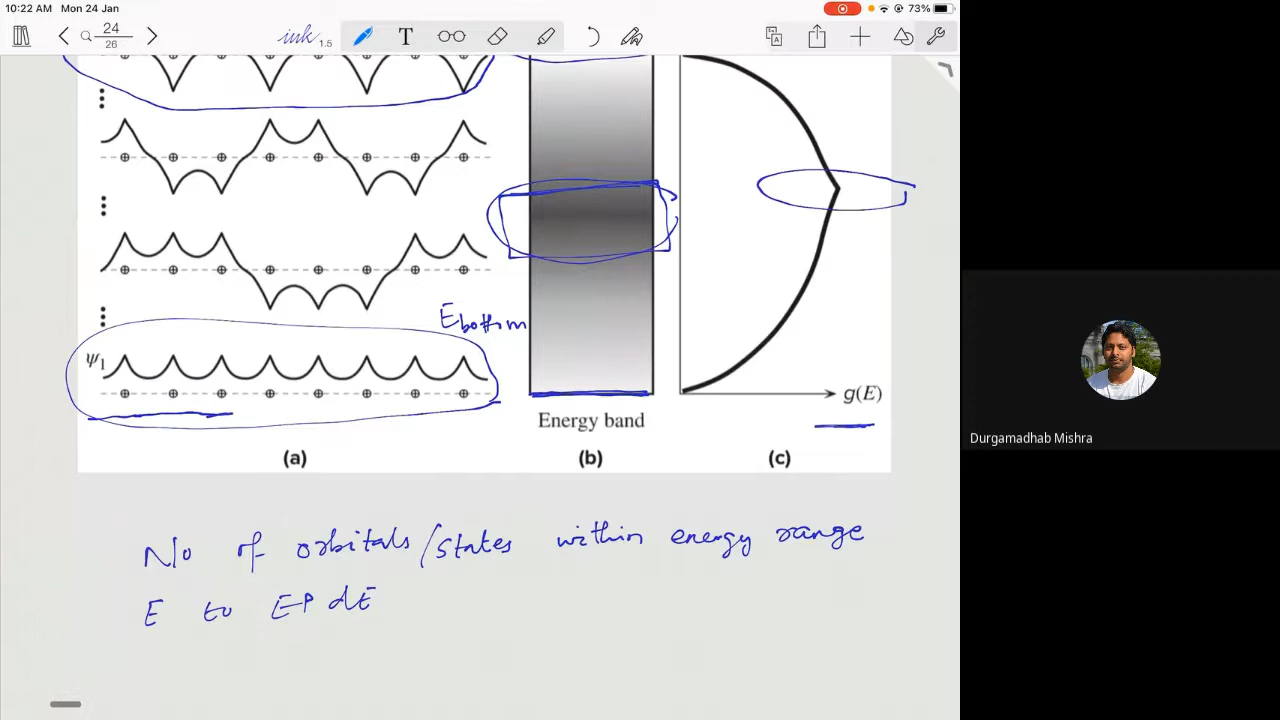 10:22 AM Mon 24 Jan
73%
24
26
ink 1.5
T
E bottom
ψ1
g(E)
Energy band
(a)
(b)
(c)
Durgamadhab Mishra
No of orbitals/states within energy range
E to E+ dE